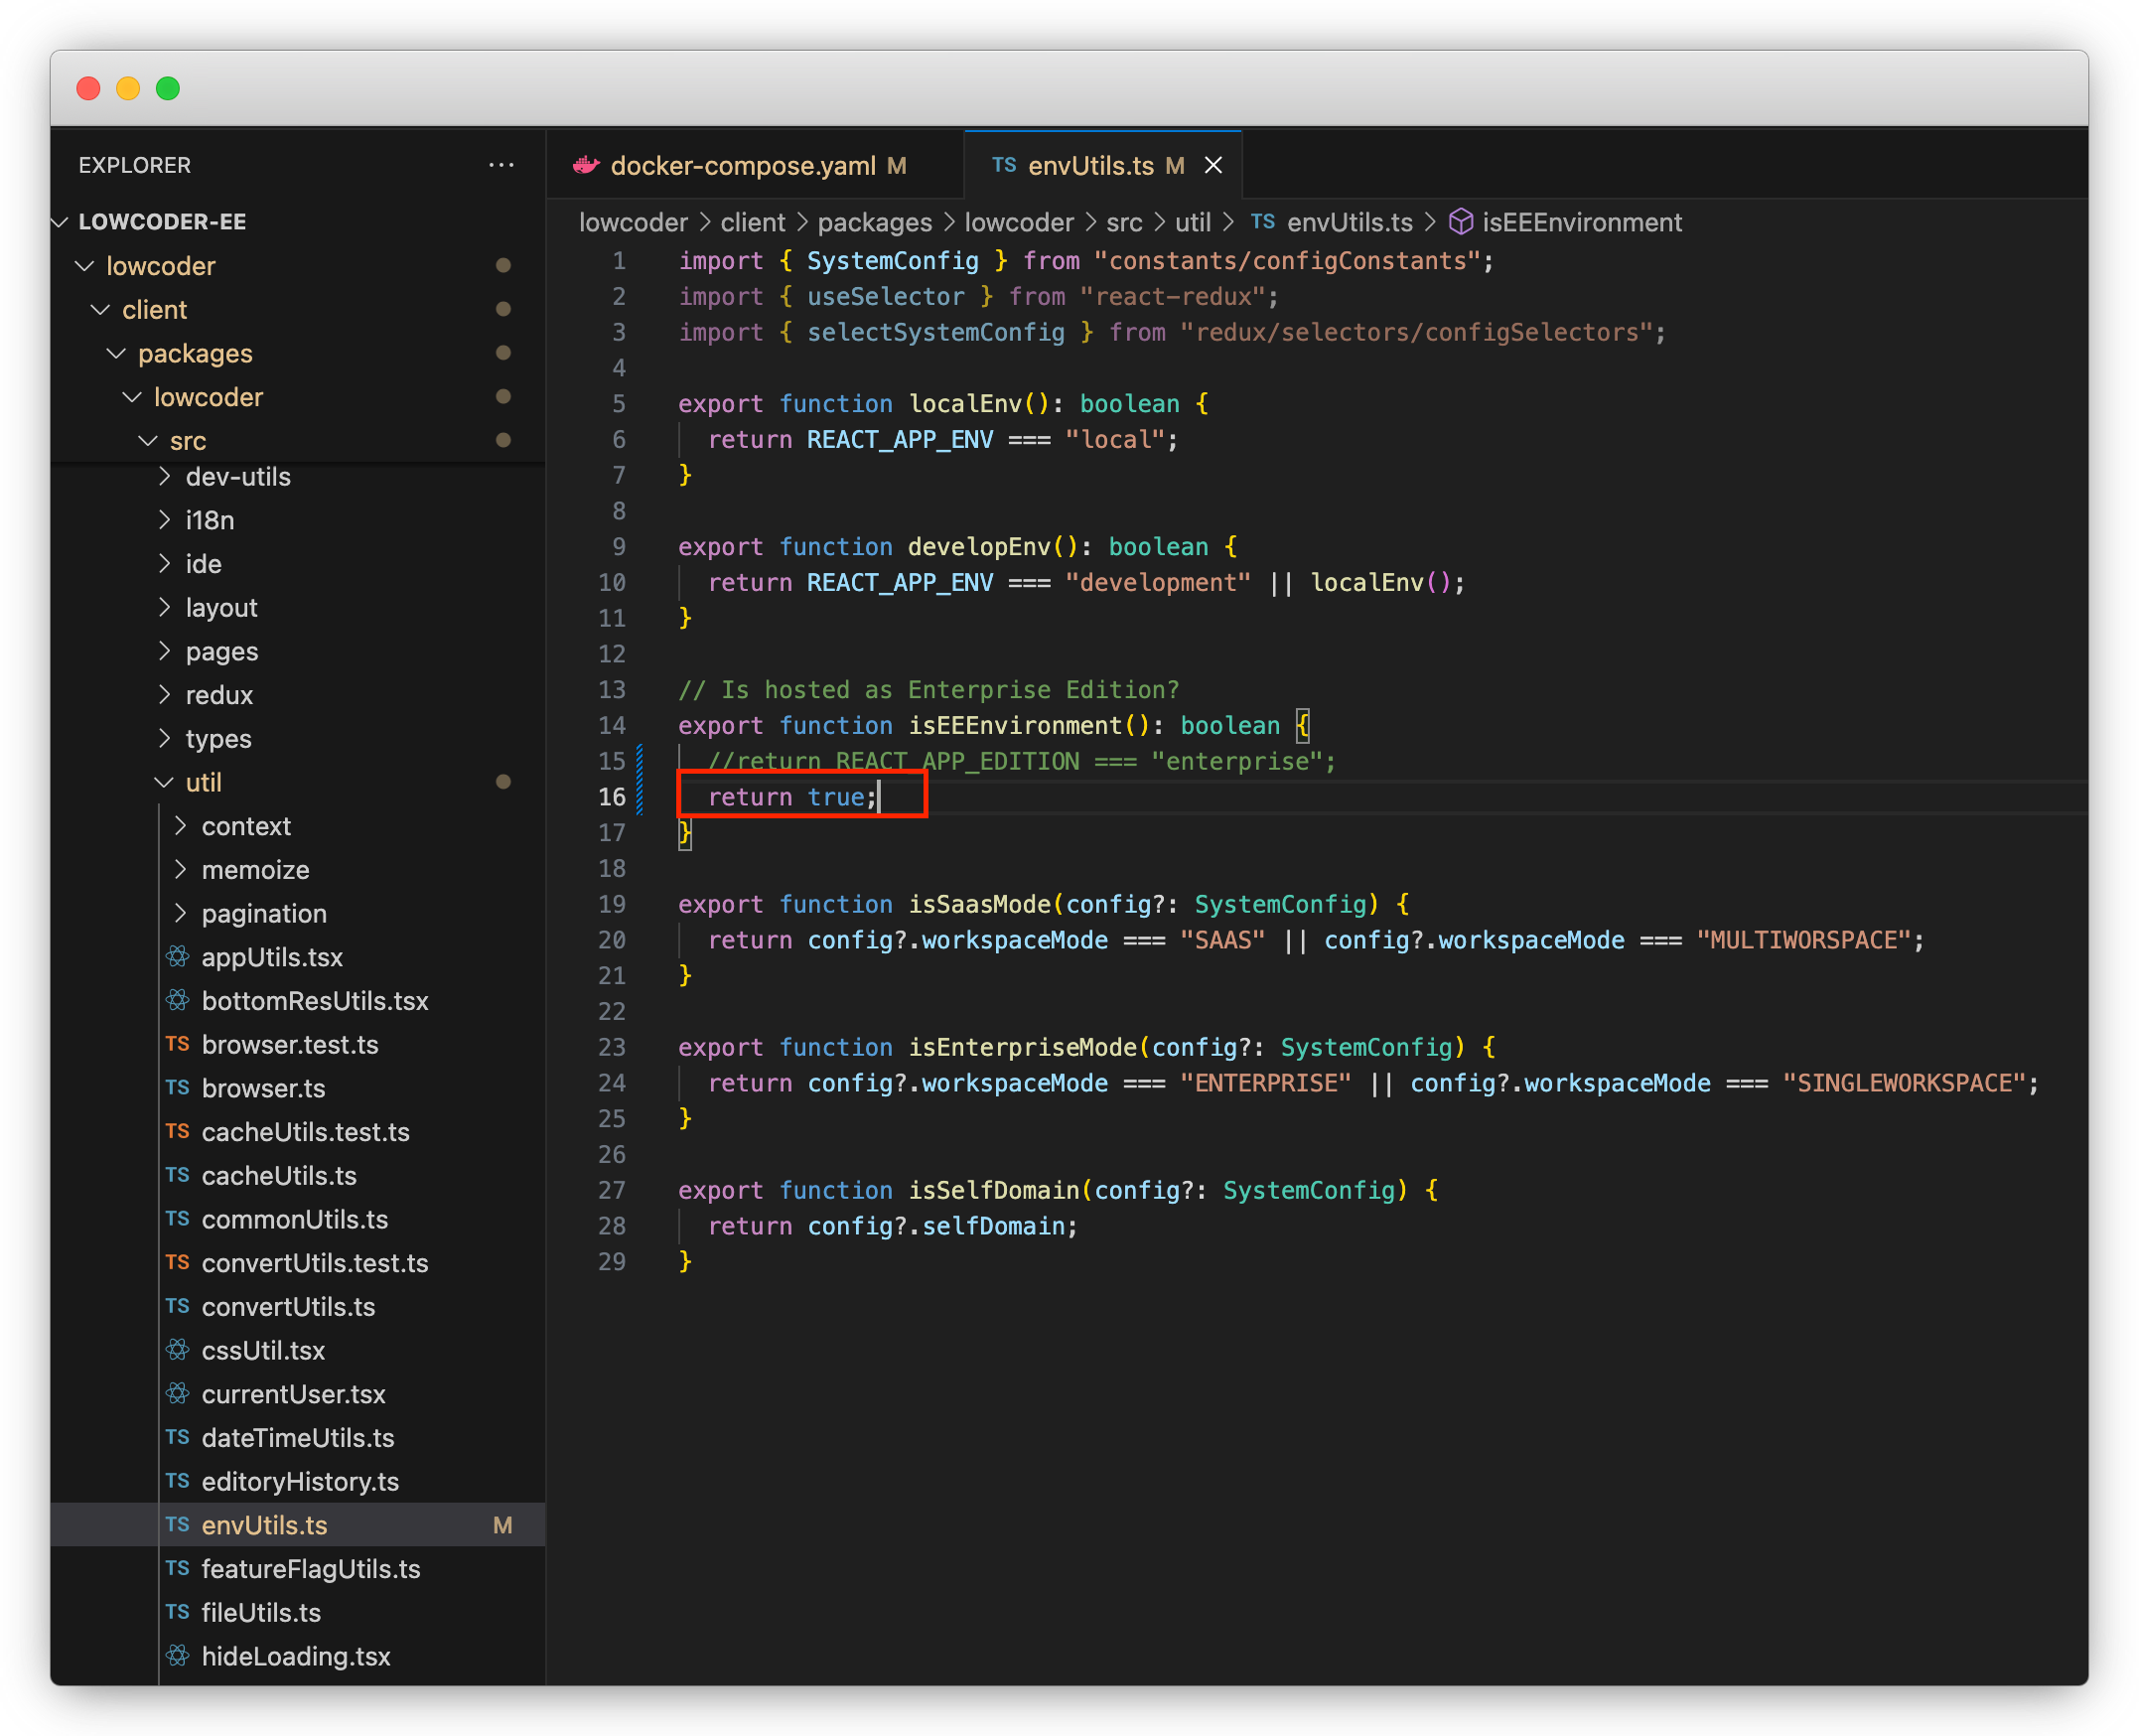 EXPLORER ...
LOWCODER-EE
lowcoder
client
packages
lowcoder
src
dev-utils
i18n
ide
layout
pages
redux
types
util
context
memoize
pagination
appUtils.tsx
bottomResUtils.tsx
TS browser.test.ts
TS browser.ts
TS cacheUtils.test.ts
TS cacheUtils.ts
TS commonUtils.ts
TS convertUtils.test.ts
TS convertUtils.ts
cssUtil.tsx
currentUser.tsx
TS dateTimeUtils.ts
TS editoryHistory.ts
TS envUtils.ts M
TS featureFlagUtils.ts
TS fileUtils.ts
hideLoading.tsx
docker-compose.yaml M TS envUtils.ts M
lowcoder > client > packages > lowcoder > src > util > TS envUtils.ts > isEEEnvironment
1 import { SystemConfig } from "constants/configConstants";
2 import { useSelector } from "react-redux";
3 import { selectSystemConfig } from "redux/selectors/configSelectors";
4
5 export function localEnv(): boolean {
6 return REACT_APP_ENV === "local";
7 }
8
9 export function developEnv(): boolean {
10 return REACT_APP_ENV === "development" || localEnv();
11 }
12
13 // Is hosted as Enterprise Edition?
14 export function isEEEnvironment(): boolean {
15 //return REACT_APP_EDITION === "enterprise";
16 return true;
17 }
18
19 export function isSaasMode(config?: SystemConfig) {
20 return config?.workspaceMode === "SAAS" || config?.workspaceMode === "MULTIWORSPACE";
21 }
22
23 export function isEnterpriseMode(config?: SystemConfig) {
24 return config?.workspaceMode === "ENTERPRISE" || config?.workspaceMode === "SINGLEWORKSPACE";
25 }
26
27 export function isSelfDomain(config?: SystemConfig) {
28 return config?.selfDomain;
29 }